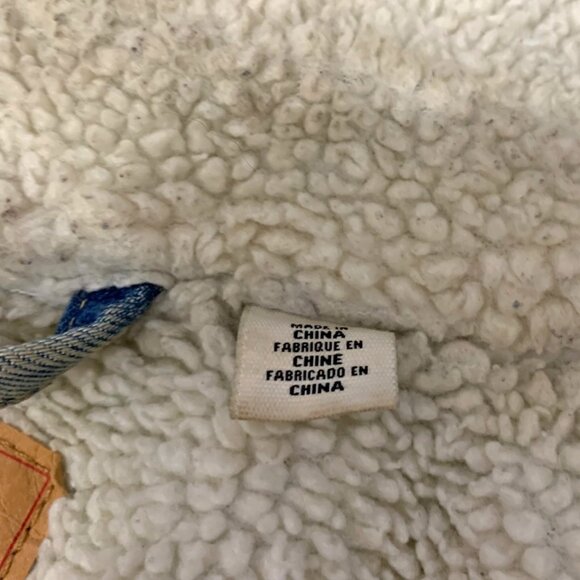 MADE IN
CHINA
FABRIQUE EN
CHINE
FABRICADO EN
CHINA